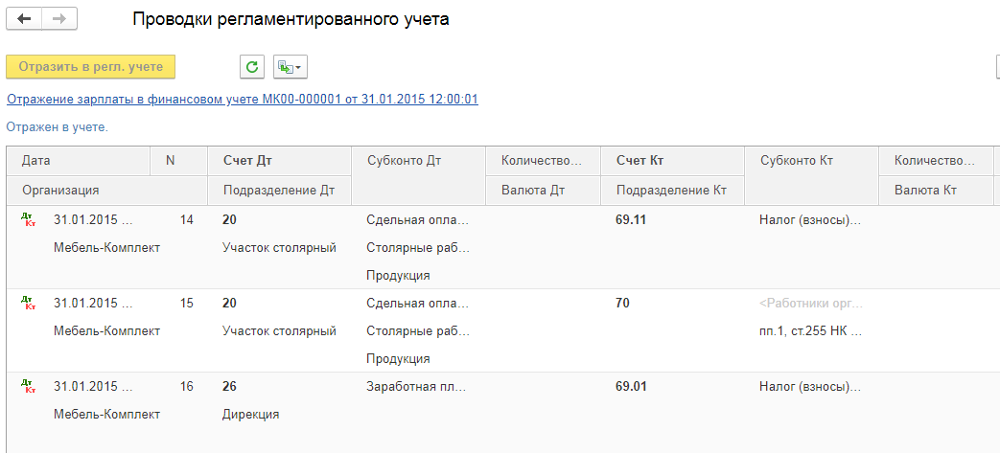 Проводки регламентированного учета
Отразить в регл. учете
Отражение зарплаты в финансовом учете МК00-000001 от 31.01.2015 12:00:01
Отражен в учете.
Дата N Счет Дт Субконто Дт Количество... Счет Кт Субконто Кт Количество...
Организация Подразделение Дт Валюта Дт Подразделение Кт Валюта Кт
Дт Кт 31.01.2015 ... 14 20 Сдельная опла... 69.11 Налог (взносы)...
Мебель-Комплект Участок столярный Столярные раб...
Продукция
Дт Кт 31.01.2015 ... 15 20 Сдельная опла... 70 <Работники орг...
Мебель-Комплект Участок столярный Столярные раб... пп.1, ст.255 НК ...
Продукция
Дт Кт 31.01.2015 ... 16 26 Заработная пл... 69.01 Налог (взносы)...
Мебель-Комплект Дирекция